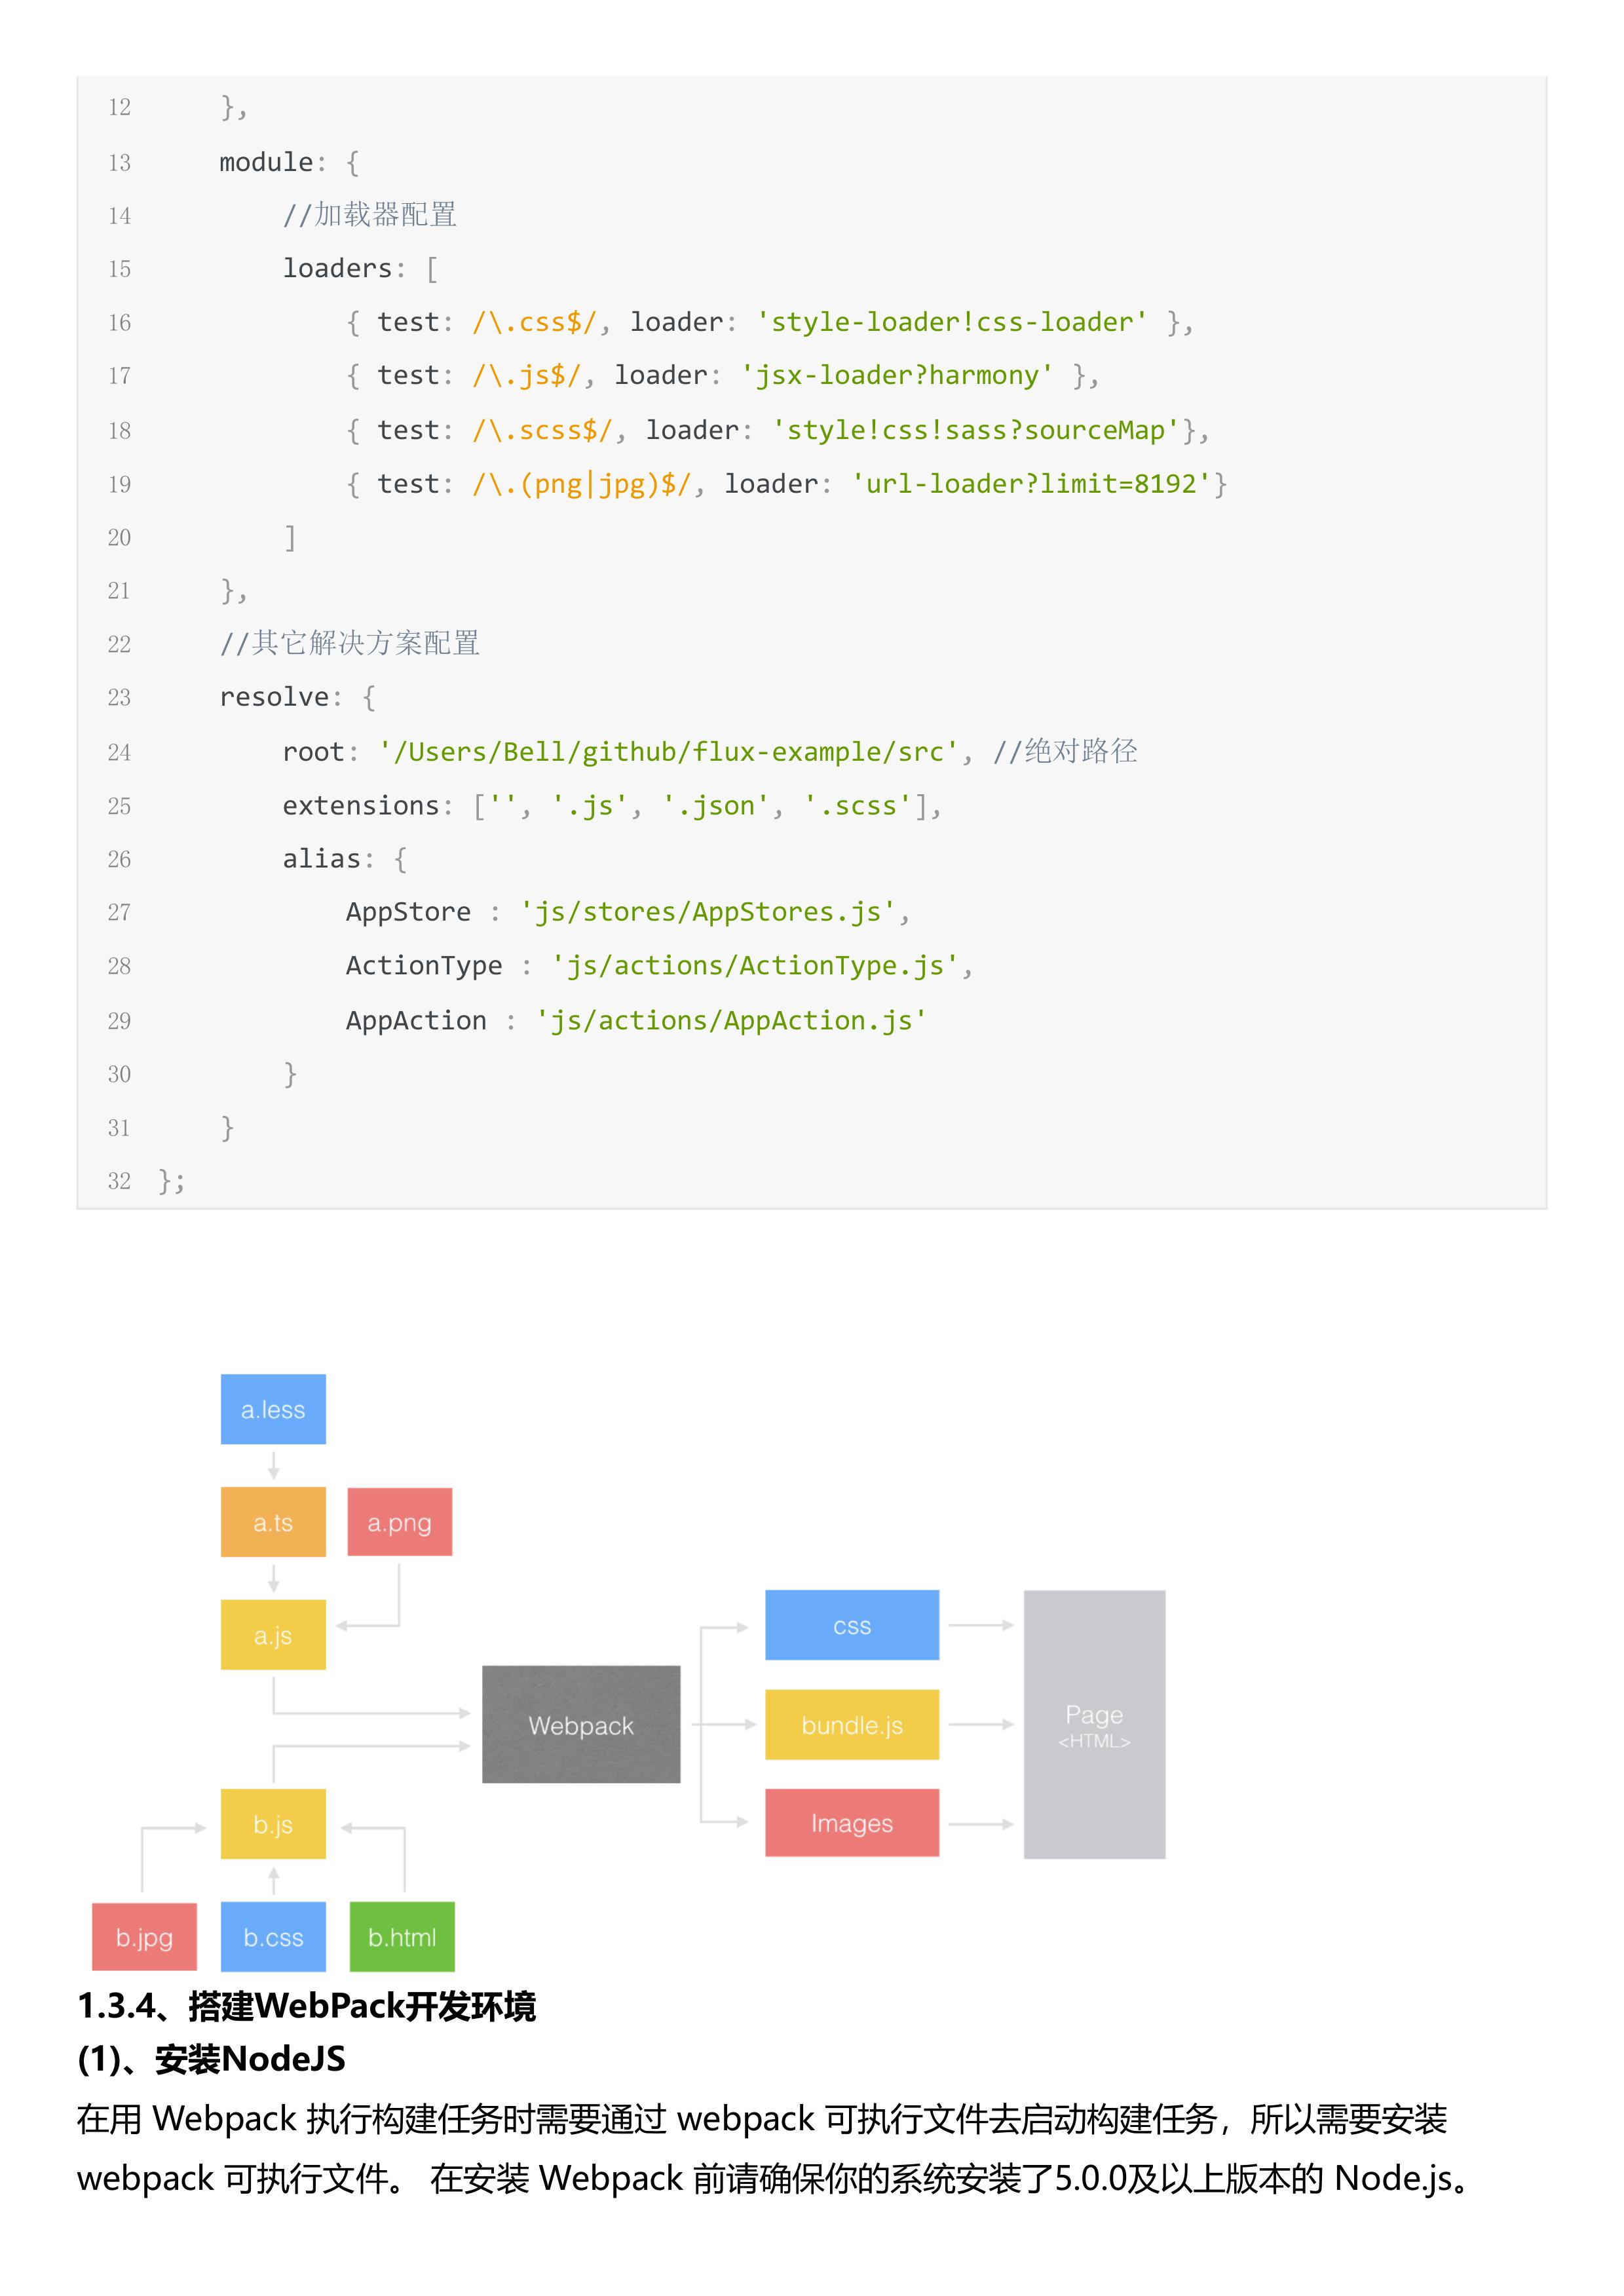 12     },
13     module: {
14         //加载器配置
15         loaders: [
16             { test: /\.css$/, loader: 'style-loader!css-loader' },
17             { test: /\.js$/, loader: 'jsx-loader?harmony' },
18             { test: /\.scss$/, loader: 'style!css!sass?sourceMap'},
19             { test: /\.(png|jpg)$/, loader: 'url-loader?limit=8192'}
20         ]
21     },
22     //其它解决方案配置
23     resolve: {
24         root: '/Users/Bell/github/flux-example/src', //绝对路径
25         extensions: ['', '.js', '.json', '.scss'],
26         alias: {
27             AppStore : 'js/stores/AppStores.js',
28             ActionType : 'js/actions/ActionType.js',
29             AppAction : 'js/actions/AppAction.js'
30         }
31     }
32 };
a.less
a.ts
a.png
a.js
Webpack
b.js
b.jpg
b.css
b.html
css
bundle.js
Images
Page
<HTML>
1.3.4、搭建WebPack开发环境
(1)、安装NodeJS
在用 Webpack 执行构建任务时需要通过 webpack 可执行文件去启动构建任务，所以需要安装
webpack 可执行文件。 在安装 Webpack 前请确保你的系统安装了5.0.0及以上版本的 Node.js。